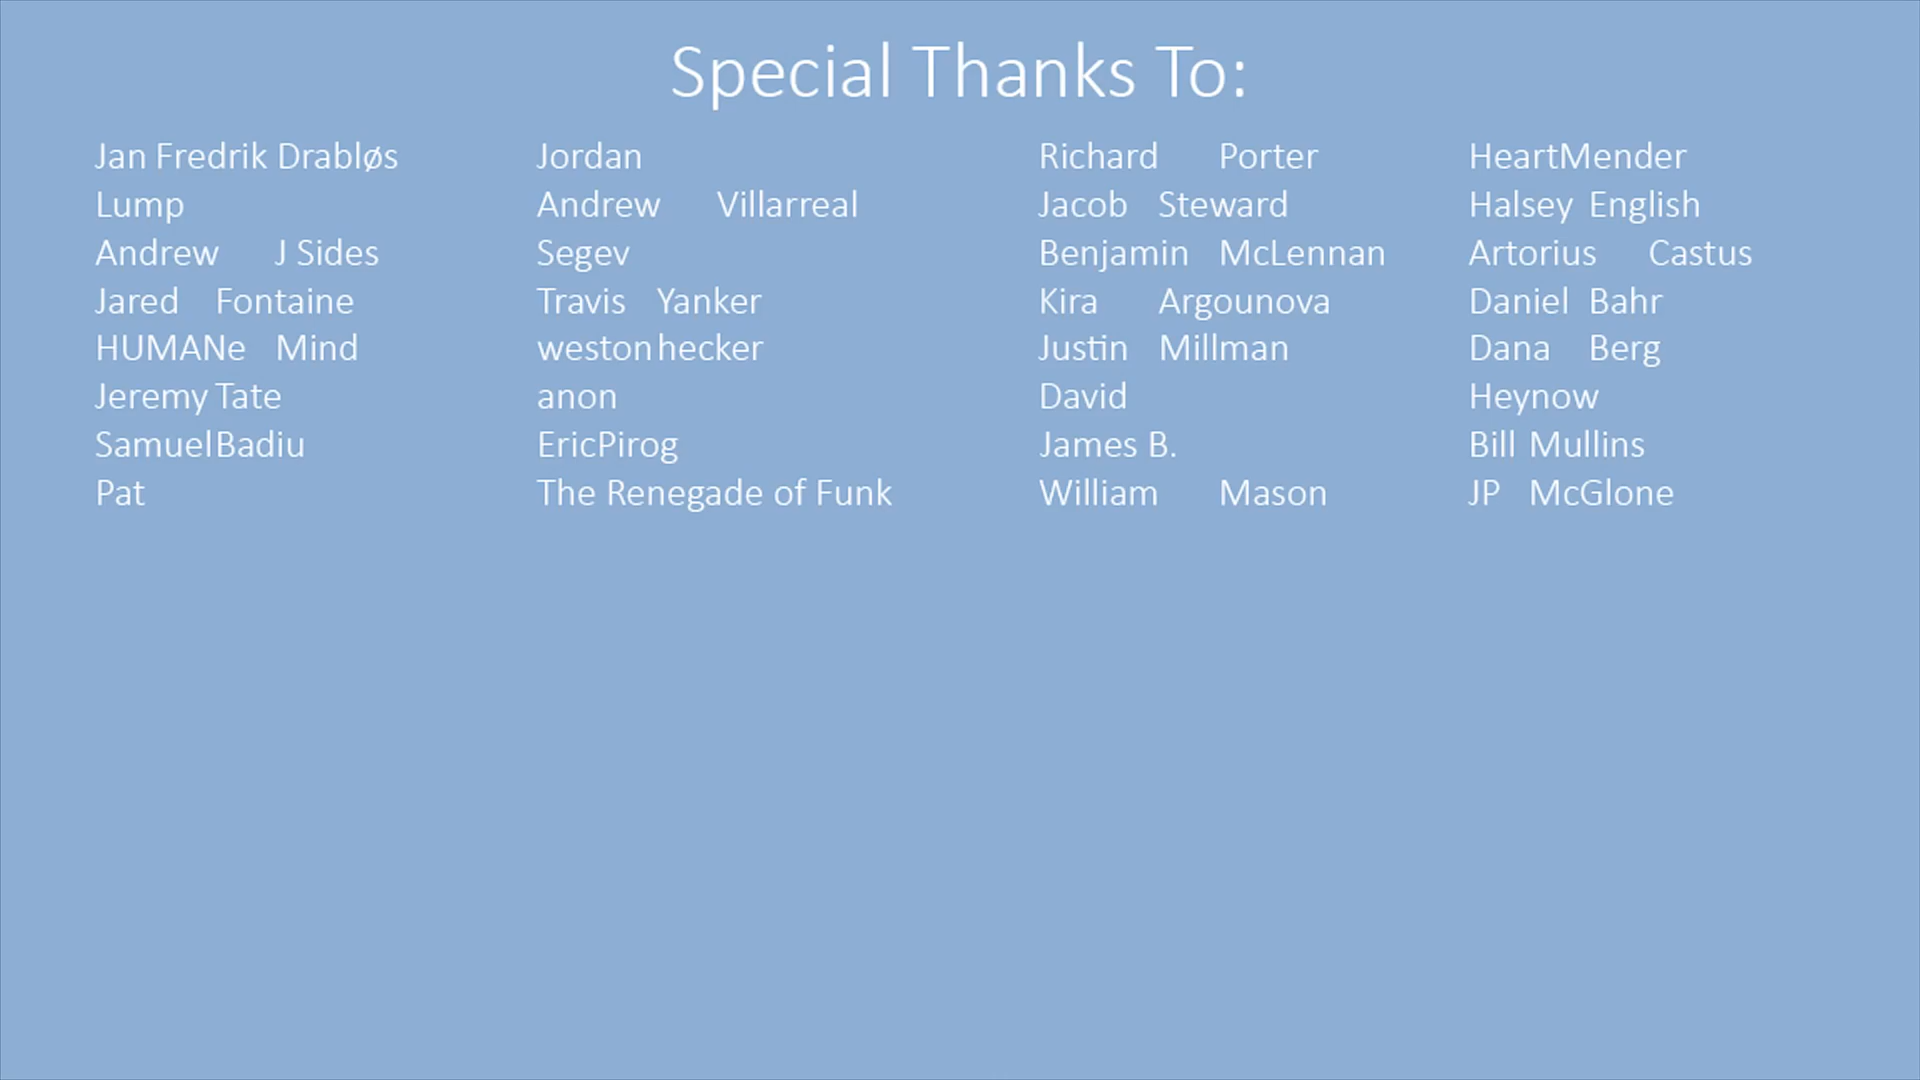 Special Thanks To:
Jan Fredrik Drabløs
Lump
Andrew J Sides
Jared Fontaine
HUMANe Mind
Jeremy Tate
Samuel Badiu
Pat
Jordan
Andrew Villarreal
Segev
Travis Yanker
weston hecker
anon
EricPirog
The Renegade of Funk
Richard Porter
Jacob Steward
Benjamin McLennan
Kira Argounova
Justin Millman
David
James B.
William Mason
HeartMender
Halsey English
Artorius Castus
Daniel Bahr
Dana Berg
Heynow
Bill Mullins
JP McGlone